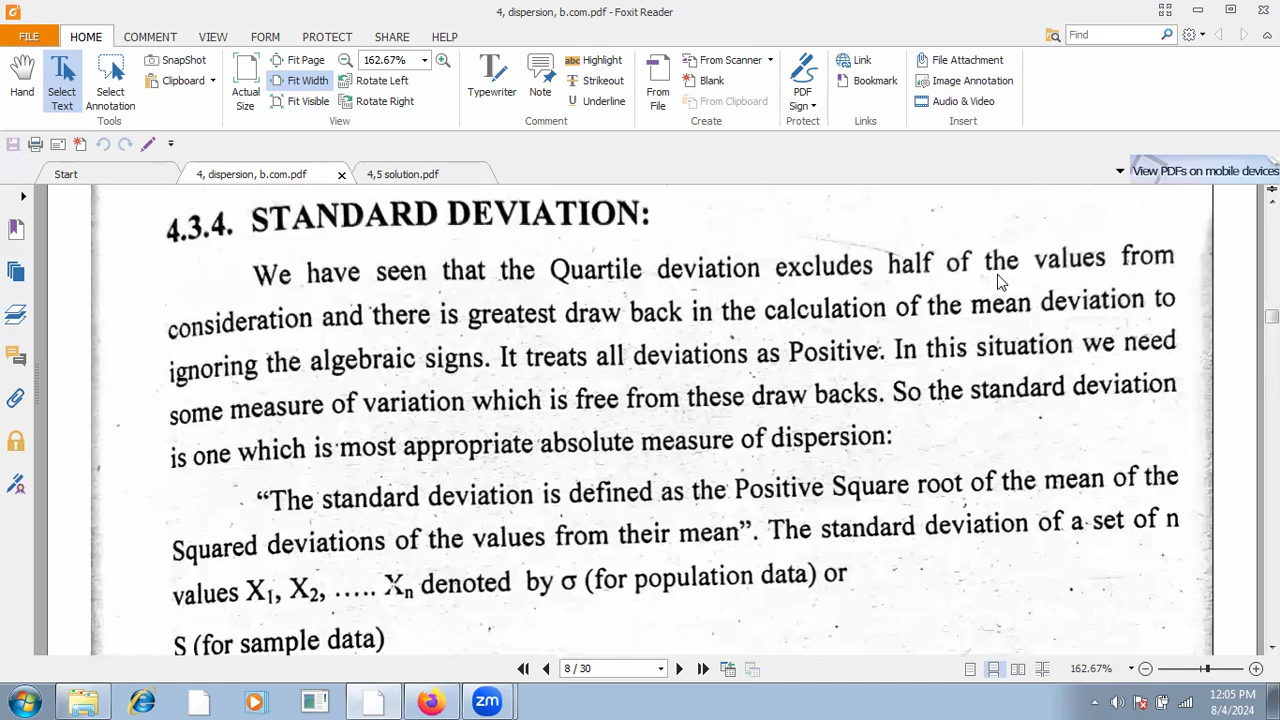 4, dispersion, b.com.pdf - Foxit Reader
FILE HOME COMMENT VIEW FORM PROTECT SHARE HELP
Find
Hand
Select Text
Select Annotation
SnapShot
Clipboard
Tools
Actual Size
Fit Page
Fit Width
Fit Visible
162.67%
Rotate Left
Rotate Right
View
Typewriter
Note
Highlight
Strikeout
Underline
Comment
From File
From Scanner
Blank
From Clipboard
Create
PDF Sign
Protect
Link
Bookmark
Links
File Attachment
Image Annotation
Audio & Video
Insert
Start
4, dispersion, b.com.pdf
4,5 solution.pdf
View PDFs on mobile devices
4.3.4. STANDARD DEVIATION:
We have seen that the Quartile deviation excludes half of the values from
consideration and there is greatest draw back in the calculation of the mean deviation to
ignoring the algebraic signs. It treats all deviations as Positive. In this situation we need
some measure of variation which is free from these draw backs. So the standard deviation
is one which is most appropriate absolute measure of dispersion:
“The standard deviation is defined as the Positive Square root of the mean of the
Squared deviations of the values from their mean”. The standard deviation of a set of n
values X₁, X₂, ….. Xₙ denoted by σ (for population data) or
S (for sample data)
8 / 30
162.67%
zm
12:05 PM
8/4/2024